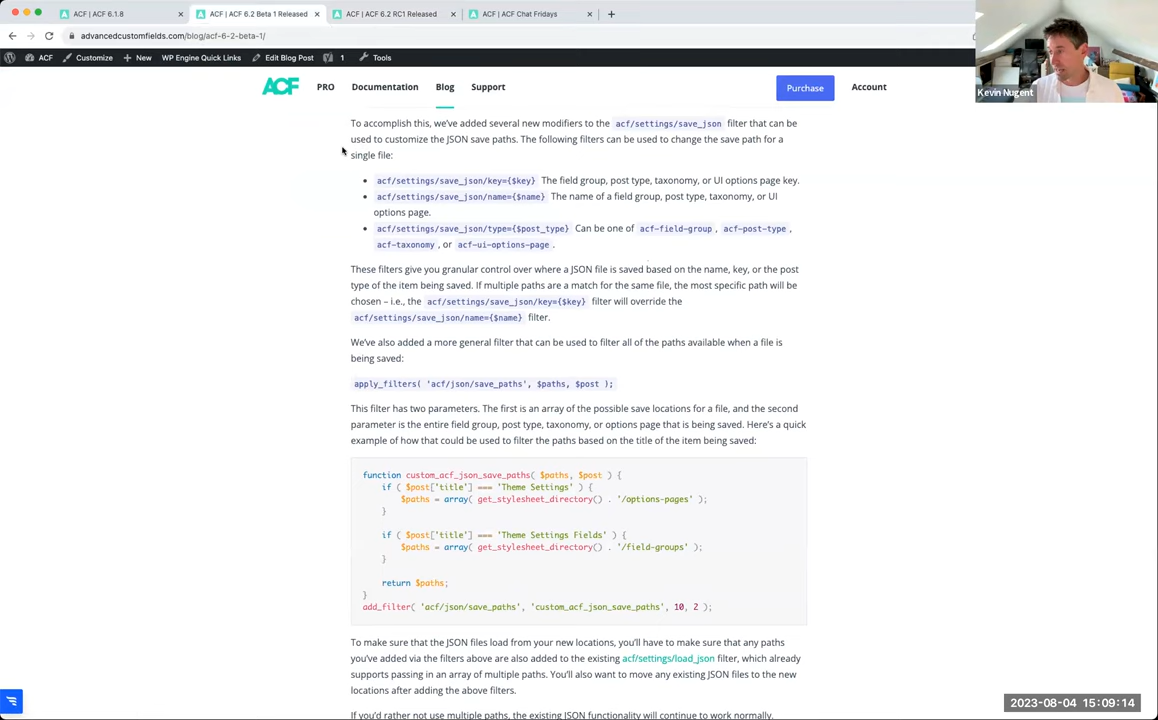 ACF | ACF 6.1.8
ACF | ACF 6.2 Beta 1 Released
ACF | ACF 6.2 RC1 Released
ACF | ACF Chat Fridays
advancedcustomfields.com/blog/acf-6-2-beta-1/
ACF Customize New WP Engine Quick Links Edit Blog Post 1 Tools
Kevin Nugent
ACF PRO Documentation Blog Support Purchase Account
To accomplish this, we've added several new modifiers to the acf/settings/save_json filter that can be
used to customize the JSON save paths. The following filters can be used to change the save path for a
single file:
• acf/settings/save_json/key={$key} The field group, post type, taxonomy, or UI options page key.
• acf/settings/save_json/name={$name} The name of a field group, post type, taxonomy, or UI
options page.
• acf/settings/save_json/type={$post_type} Can be one of acf-field-group , acf-post-type ,
acf-taxonomy , or acf-ui-options-page .
These filters give you granular control over where a JSON file is saved based on the name, key, or the post
type of the item being saved. If multiple paths are a match for the same file, the most specific path will be
chosen – i.e., the acf/settings/save_json/key={$key} filter will override the
acf/settings/save_json/name={$name} filter.
We've also added a more general filter that can be used to filter all of the paths available when a file is
being saved:
apply_filters( 'acf/json/save_paths', $paths, $post );
This filter has two parameters. The first is an array of the possible save locations for a file, and the second
parameter is the entire field group, post type, taxonomy, or options page that is being saved. Here's a quick
example of how that could be used to filter the paths based on the title of the item being saved:
function custom_acf_json_save_paths( $paths, $post ) {
if ( $post['title'] === 'Theme Settings' ) {
$paths = array( get_stylesheet_directory() . '/options-pages' );
}
if ( $post['title'] === 'Theme Settings Fields' ) {
$paths = array( get_stylesheet_directory() . '/field-groups' );
}
return $paths;
}
add_filter( 'acf/json/save_paths', 'custom_acf_json_save_paths', 10, 2 );
To make sure that the JSON files load from your new locations, you'll have to make sure that any paths
you've added via the filters above are also added to the existing acf/settings/load_json filter, which already
supports passing in an array of multiple paths. You'll also want to move any existing JSON files to the new
locations after adding the above filters.
If you'd rather not use multiple paths, the existing JSON functionality will continue to work normally.
2023-08-04 15:09:14